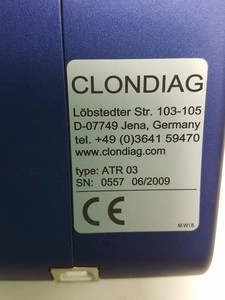 CLONDIAG
Löbstedter Str. 103-105
D-07749 Jena, Germany
tel. +49 (0)3641 59470
www.clondiag.com
type: ATR 03
SN: 0557 06/2009
CE
MWIB